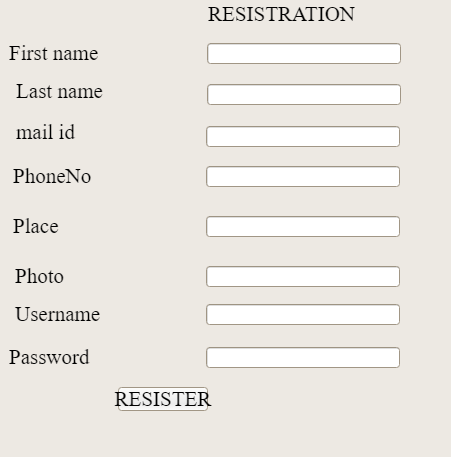 RESISTRATION
First name
Last name
mail id
PhoneNo
Place
Photo
Username
Password
RESISTER